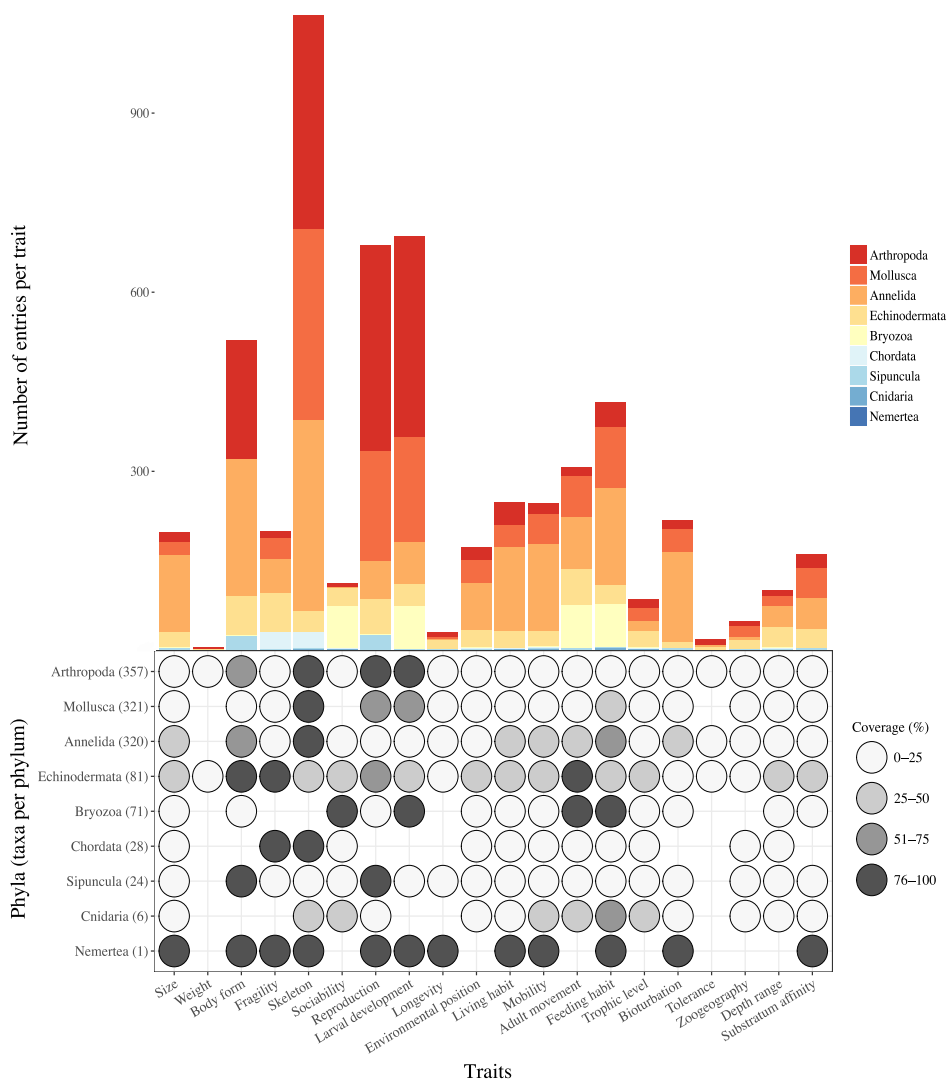 Number of entries per trait
900
600
300
Arthropoda
Mollusca
Annelida
Echinodermata
Bryozoa
Chordata
Sipuncula
Cnidaria
Nemertea
Phyla (taxa per phylum)
Arthropoda (357)
Mollusca (321)
Annelida (320)
Echinodermata (81)
Bryozoa (71)
Chordata (28)
Sipuncula (24)
Cnidaria (6)
Nemertea (1)
Coverage (%)
0–25
25–50
51–75
76–100
Size
Weight
Body form
Fragility
Skeleton
Sociability
Reproduction
Larval development
Longevity
Environmental position
Living habit
Mobility
Adult movement
Feeding habit
Trophic level
Bioturbation
Tolerance
Zoogeography
Depth range
Substratum affinity
Traits